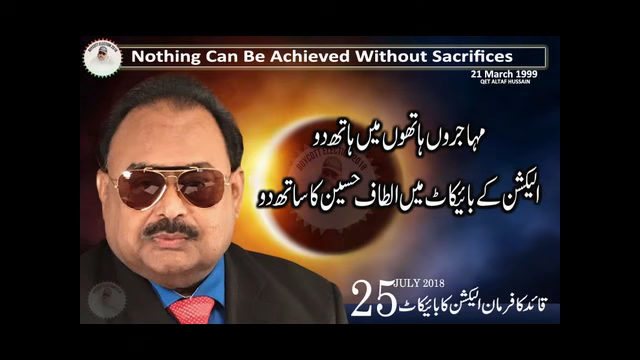 Nothing Can Be Achieved Without Sacrifices
21 March 1999
QET ALTAF HUSSAIN
مہاجروں ہاتھوں میں ہاتھ دو
الیکشن کے بائیکاٹ میں الطاف حسین کا ساتھ دو
25 JULY 2018
قائد کا فرمان الیکشن کا بائیکاٹ